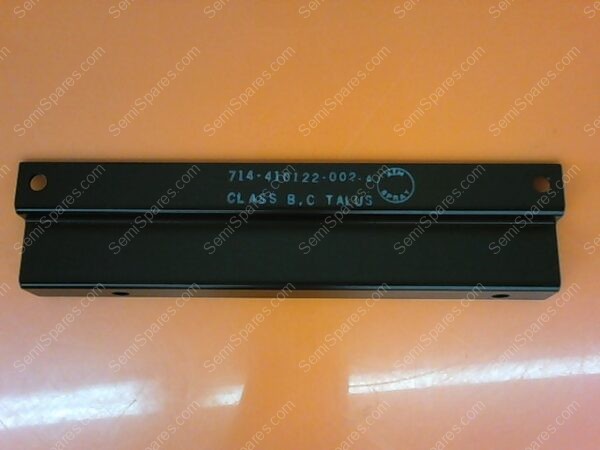 714-410122-002
CLASS B,C TALUS
SemiSpares.com